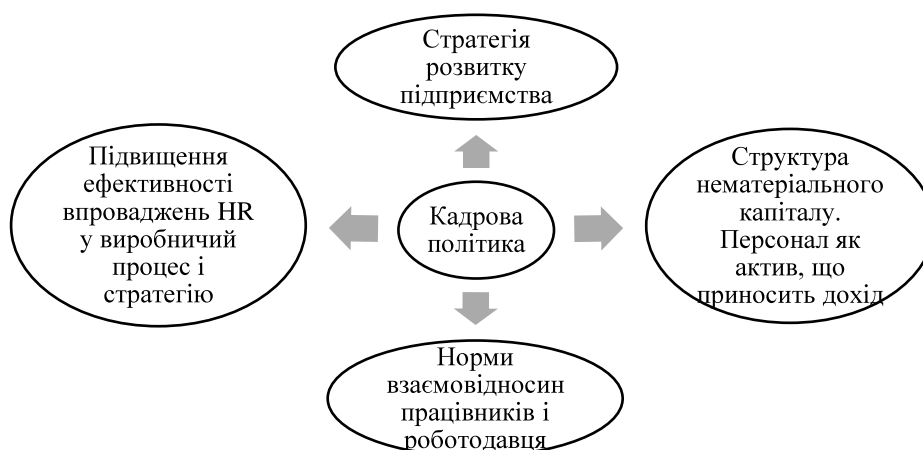 Стратегія
розвитку
підприємства
Підвищення
ефективності
впроваджень HR
у виробничий
процес і
стратегію
Кадрова
політика
Структура
нематеріального
капіталу.
Персонал як
актив, що
приносить дохід
Норми
взаємовідносин
працівників і
роботодавця